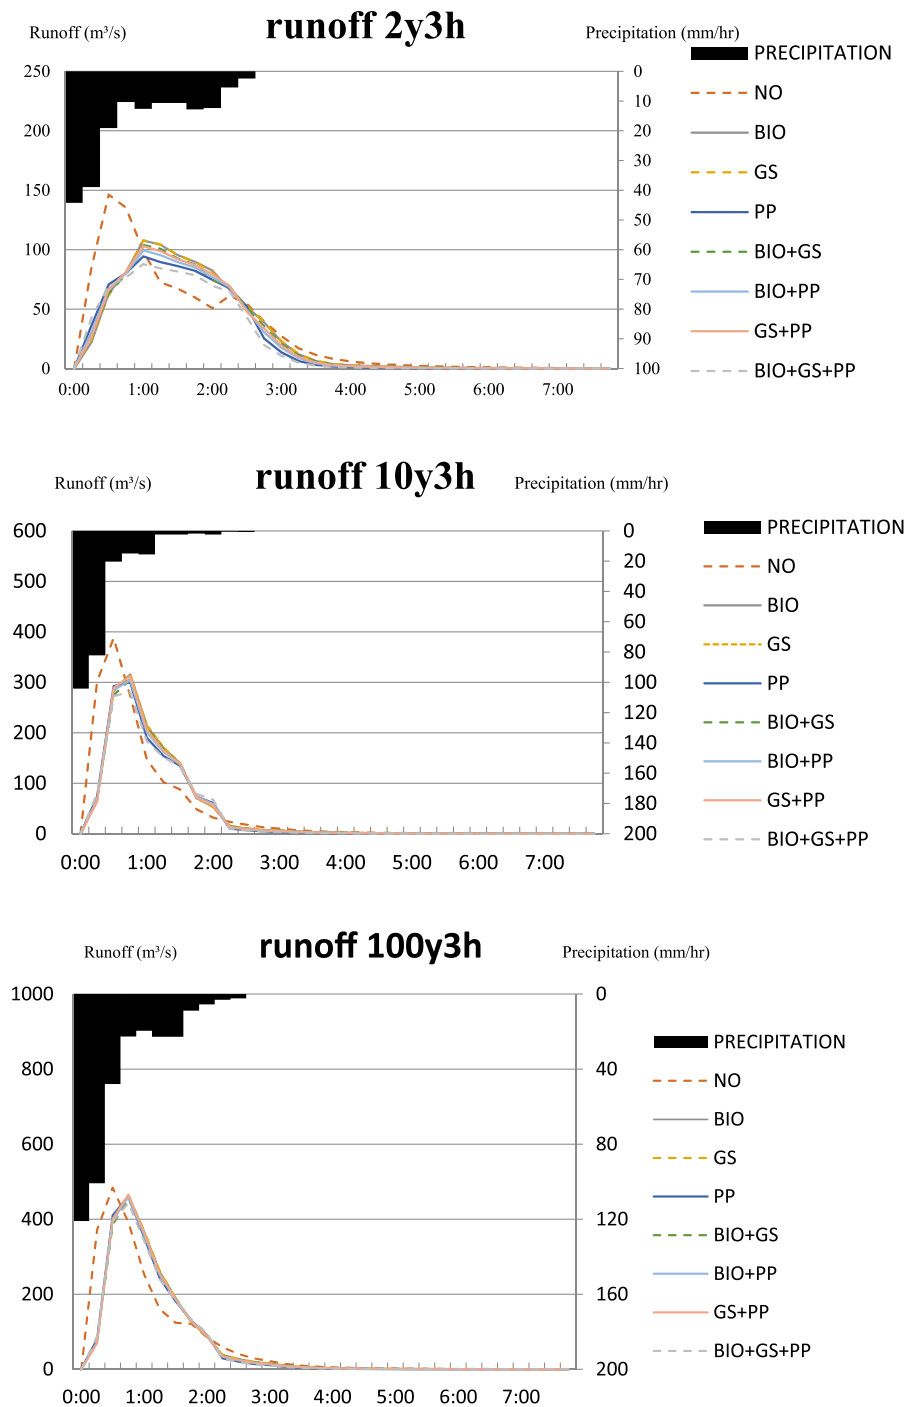 runoff 2y3h
Runoff (m³/s)
Precipitation (mm/hr)
250
200
150
100
50
0
0
10
20
30
40
50
60
70
80
90
100
0:00 1:00 2:00 3:00 4:00 5:00 6:00 7:00
PRECIPITATION
NO
BIO
GS
PP
BIO+GS
BIO+PP
GS+PP
BIO+GS+PP
runoff 10y3h
Runoff (m³/s)
Precipitation (mm/hr)
600
500
400
300
200
100
0
0
20
40
60
80
100
120
140
160
180
200
0:00 1:00 2:00 3:00 4:00 5:00 6:00 7:00
PRECIPITATION
NO
BIO
GS
PP
BIO+GS
BIO+PP
GS+PP
BIO+GS+PP
runoff 100y3h
Runoff (m³/s)
Precipitation (mm/hr)
1000
800
600
400
200
0
0
40
80
120
160
200
0:00 1:00 2:00 3:00 4:00 5:00 6:00 7:00
PRECIPITATION
NO
BIO
GS
PP
BIO+GS
BIO+PP
GS+PP
BIO+GS+PP